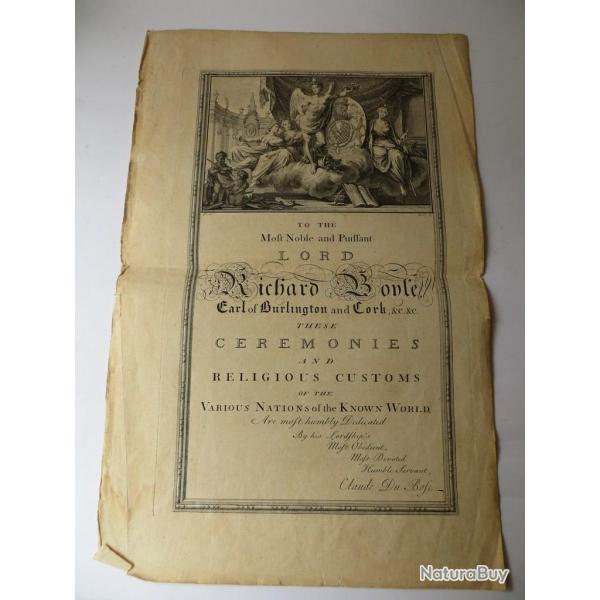 TO THE
Moſt Noble and Puiſſant
LORD
Richard Boyle
Earl of Burlington and Cork, &c. &c.
THESE
CEREMONIES
AND
RELIGIOUS CUSTOMS
OF THE
VARIOUS NATIONS of the KNOWN WORLD,
Are moſt humbly Dedicated
By his Lordſhip's
Moſt Obedient,
Moſt Devoted
Humble Servant,
Claude Du Boſc
NaturaBuy